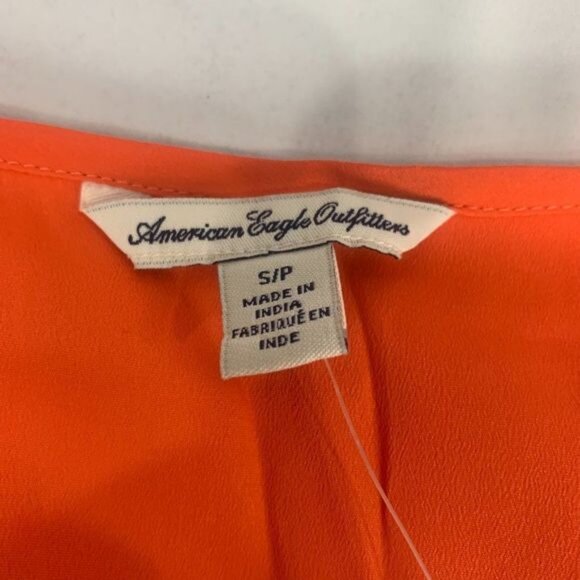 American Eagle Outfitters
S/P
MADE IN
INDIA
FABRIQUÉ EN
INDE